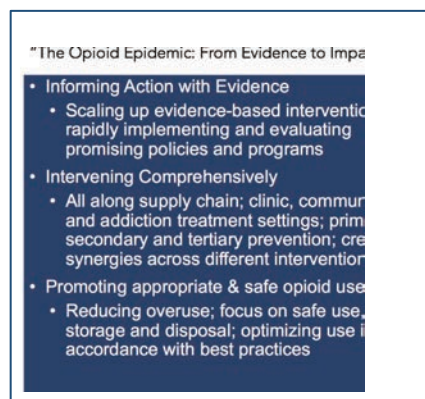 "The Opioid Epidemic: From Evidence to Impa
• Informing Action with Evidence
• Scaling up evidence-based interventio
rapidly implementing and evaluating
promising policies and programs
• Intervening Comprehensively
• All along supply chain; clinic, commun
and addiction treatment settings; prim
secondary and tertiary prevention; cre
synergies across different intervention
• Promoting appropriate & safe opioid use
• Reducing overuse; focus on safe use,
storage and disposal; optimizing use i
accordance with best practices